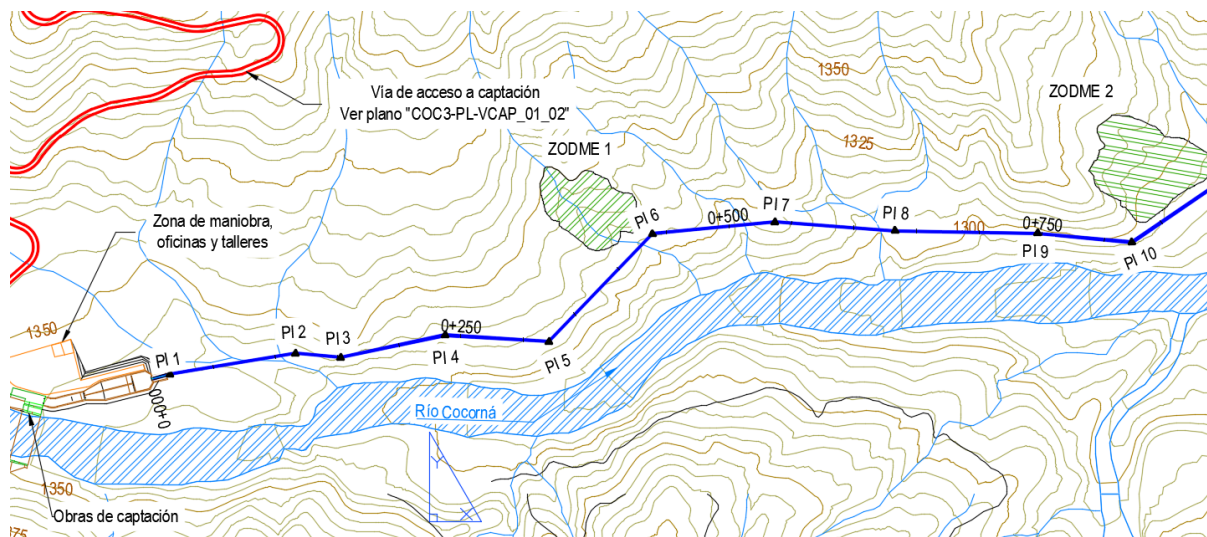 Vía de acceso a captación
Ver plano "COC3-PL-VCAP_01_02"
ZODME 1
1350
ZODME 2
1325
Zona de maniobra,
oficinas y talleres
PI 6
0+500
PI 7
PI 8
1300
0+750
PI 9
PI 10
1350
PI 1
PI 2
PI 3
0+250
PI 4
PI 5
0+000
Río Cocorná
Y
X
1350
Obras de captación